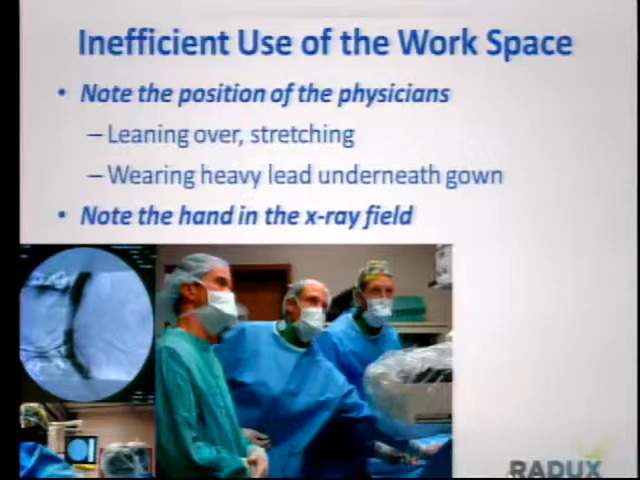 Inefficient Use of the Work Space
• Note the position of the physicians
– Leaning over, stretching
– Wearing heavy lead underneath gown
• Note the hand in the x-ray field
RADUX